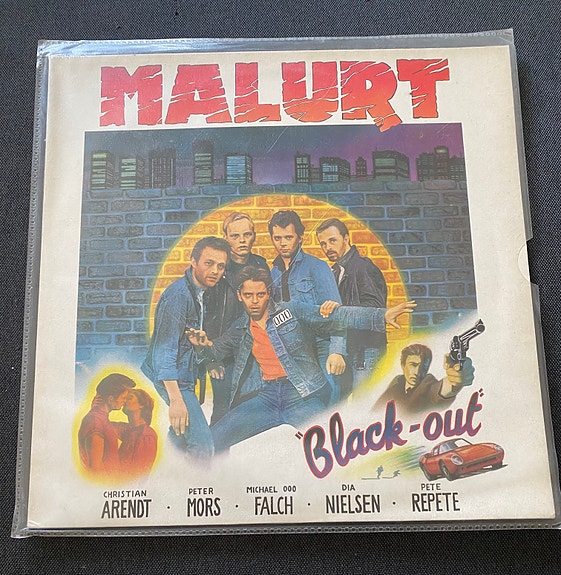 MALURT
000
"Black-out"
CHRISTIAN PETER MICHAEL 000 DIA PETE
ARENDT · MORS · FALCH · NIELSEN · REPETE